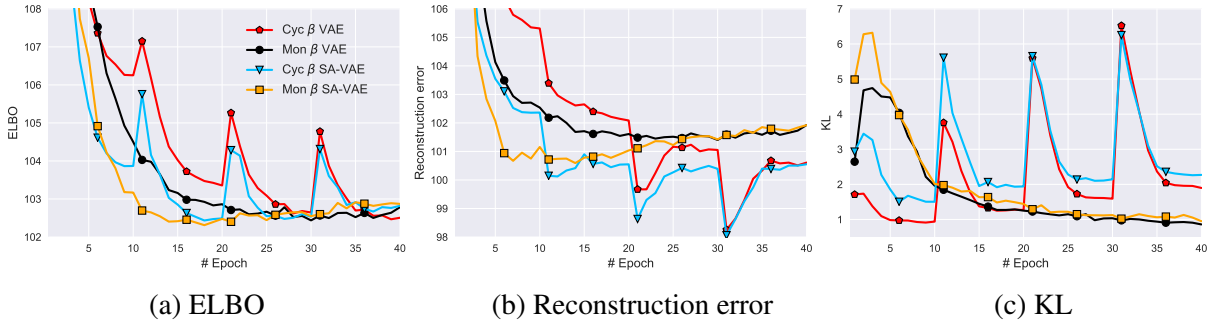 108
107
106
105
104
103
102
ELBO
5 10 15 20 25 30 35 40
# Epoch
Cyc β VAE
Mon β VAE
Cyc β SA-VAE
Mon β SA-VAE
(a) ELBO
106
105
104
103
102
101
100
99
98
Reconstruction error
5 10 15 20 25 30 35 40
# Epoch
(b) Reconstruction error
7
6
5
4
3
2
1
KL
5 10 15 20 25 30 35 40
# Epoch
(c) KL